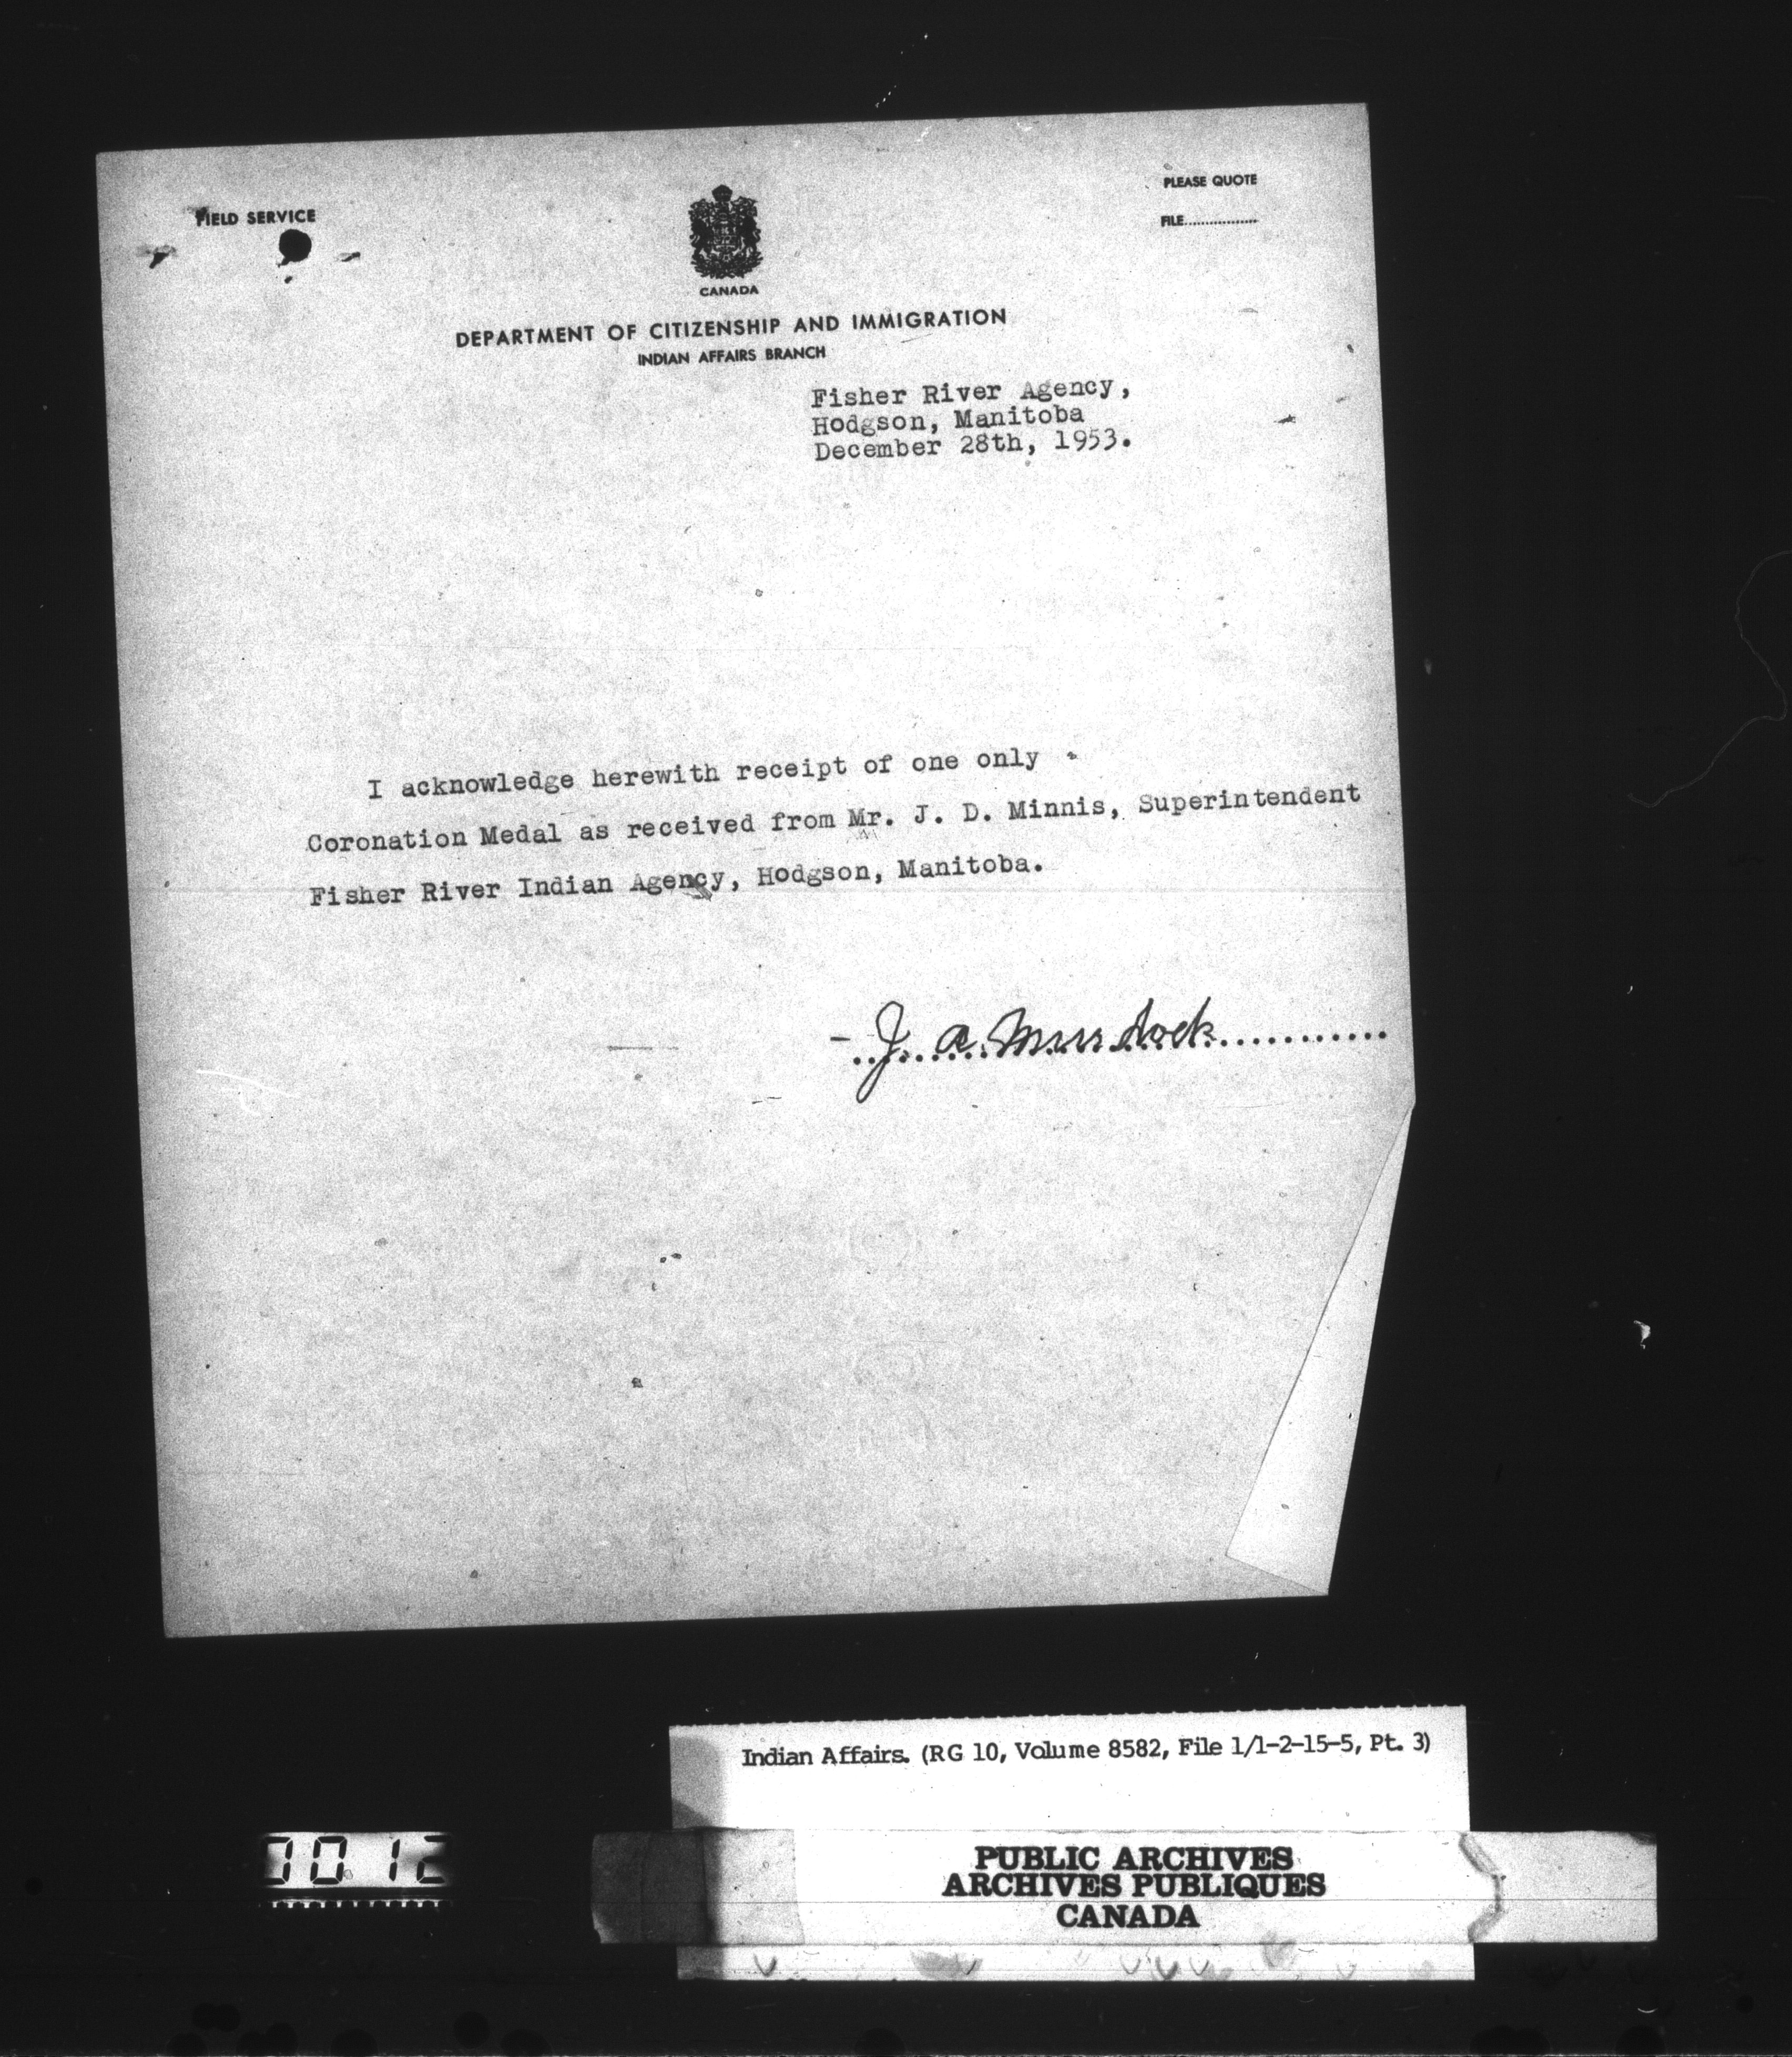 PLEASE QUOTE
FIELD SERVICE
FILE.................
CANADA
DEPARTMENT OF CITIZENSHIP AND IMMIGRATION
INDIAN AFFAIRS BRANCH
Fisher River Agency,
Hodgson, Manitoba
December 28th, 1953.
I acknowledge herewith receipt of one only
Coronation Medal as received from Mr. J. D. Minnis, Superintendent
Fisher River Indian Agency, Hodgson, Manitoba.
J. A. Murdock
Indian Affairs. (RG 10, Volume 8582, File 1/1-2-15-5, Pt. 3)
PUBLIC ARCHIVES
ARCHIVES PUBLIQUES
CANADA